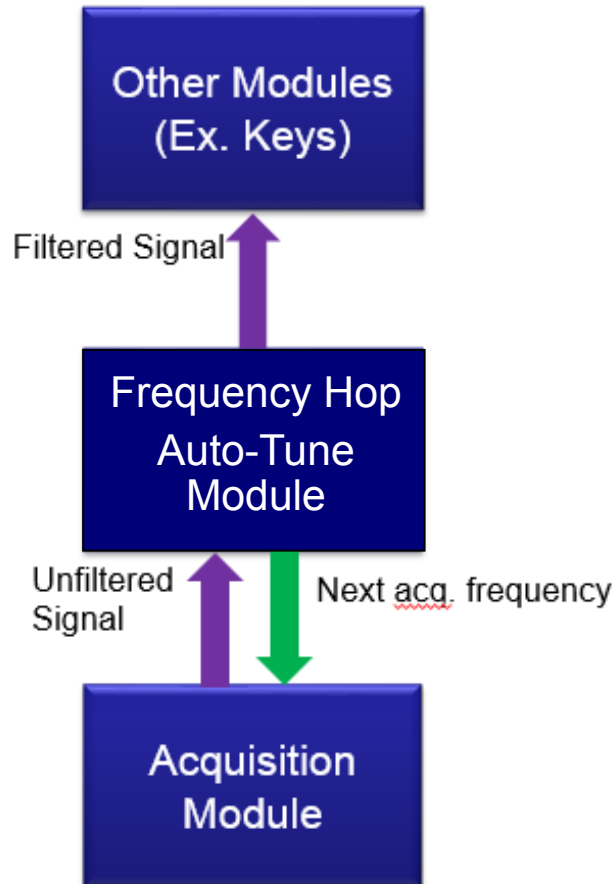 Other Modules
(Ex. Keys)
Filtered Signal
Frequency Hop
Auto-Tune
Module
Unfiltered
Signal
Next acq. frequency
Acquisition
Module